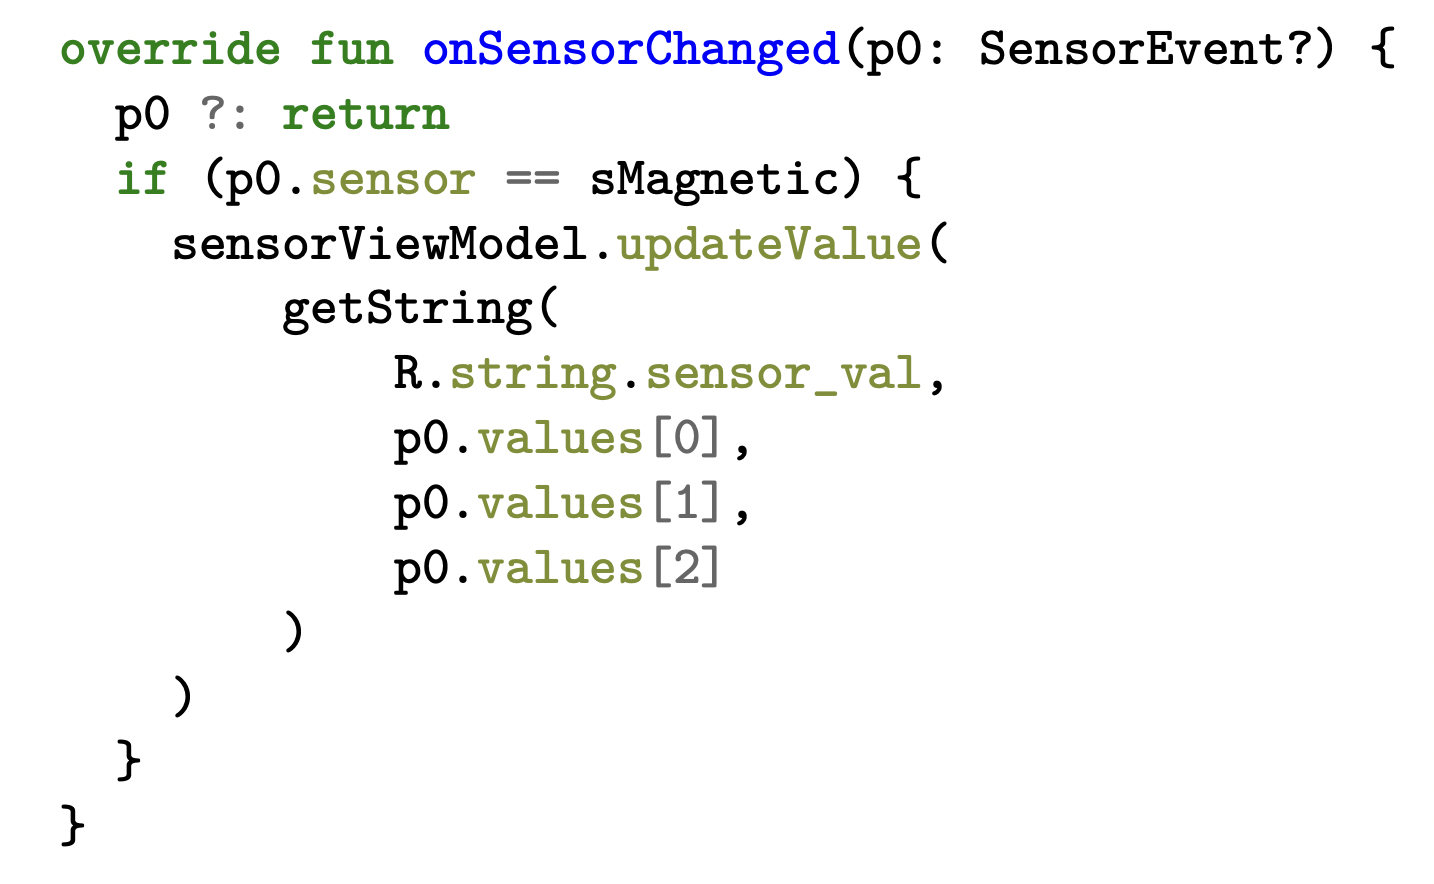 override fun onSensorChanged(p0: SensorEvent?) {
  p0 ?: return
  if (p0.sensor == sMagnetic) {
    sensorViewModel.updateValue(
        getString(
            R.string.sensor_val,
            p0.values[0],
            p0.values[1],
            p0.values[2]
        )
    )
  }
}